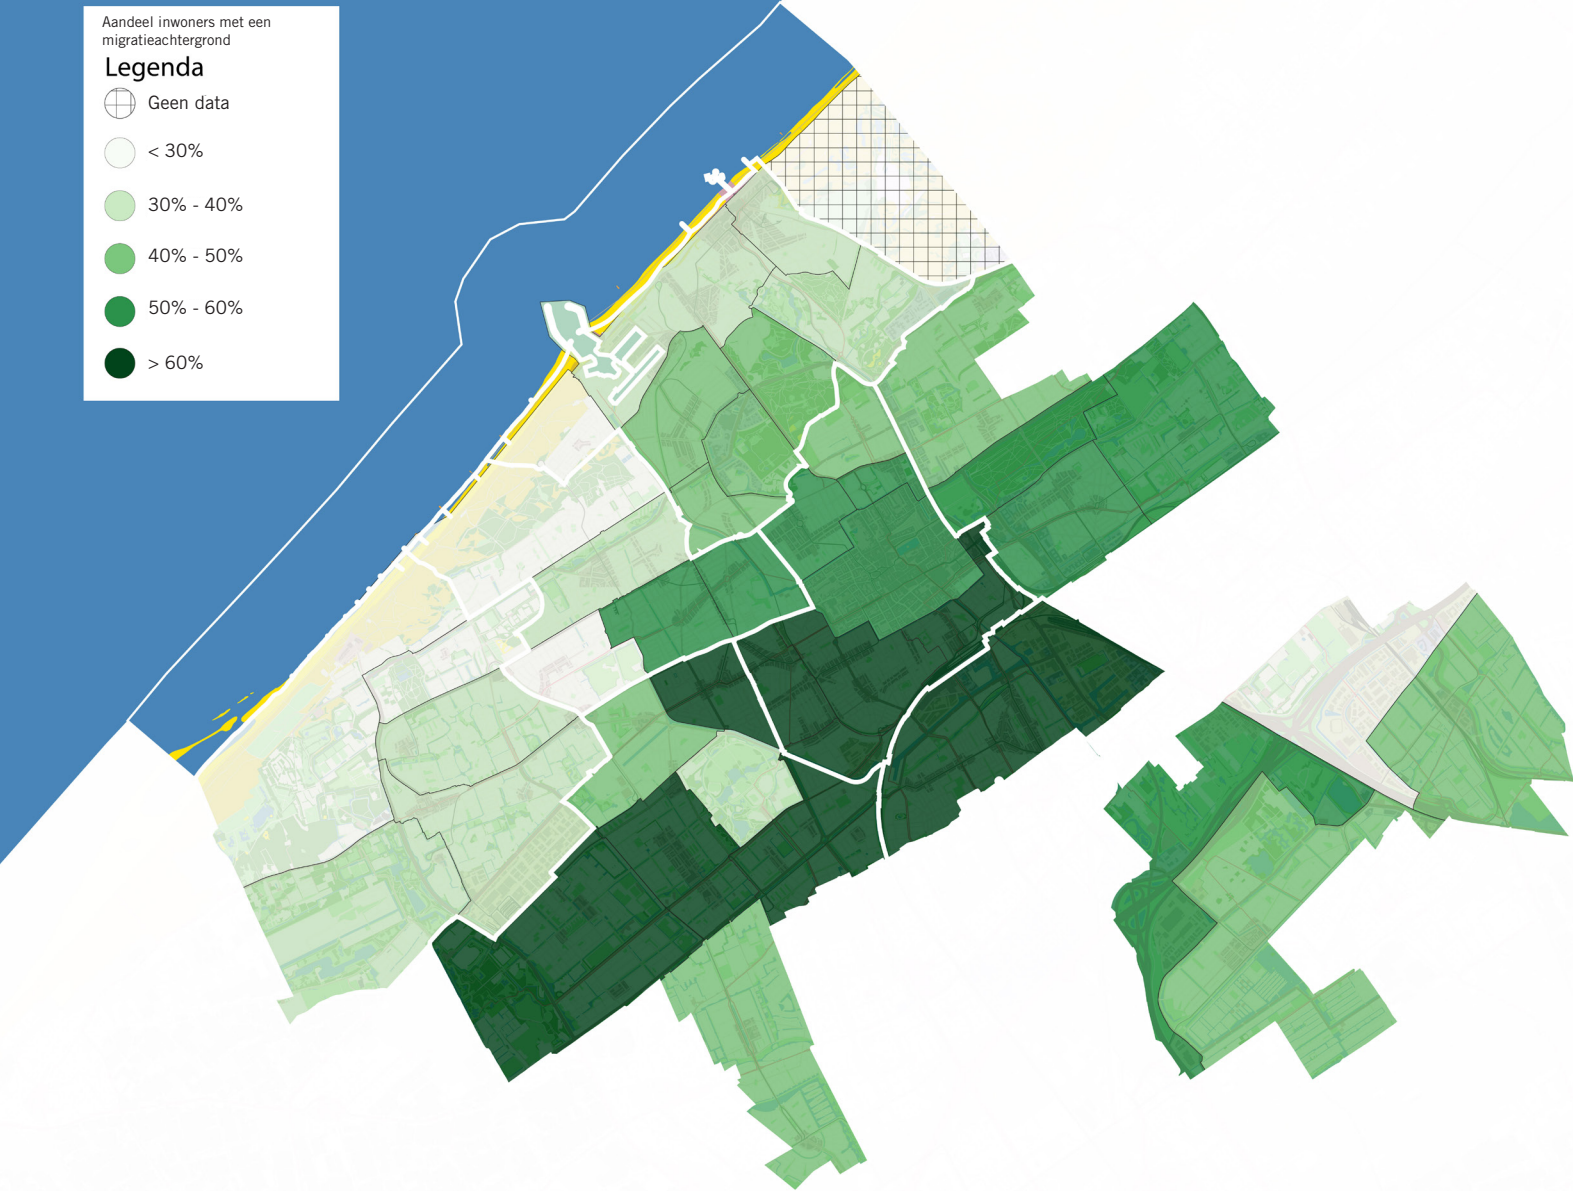 Aandeel inwoners met een
migratieachtergrond
Legenda
Geen data
< 30%
30% - 40%
40% - 50%
50% - 60%
> 60%